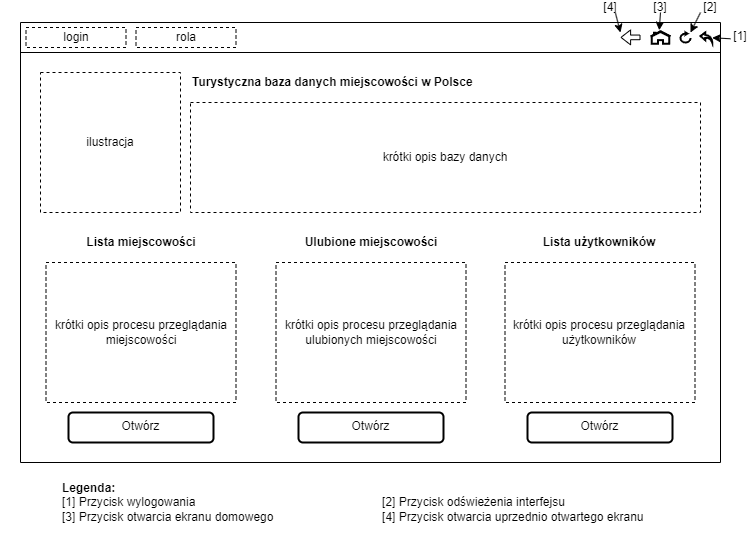 [4] [3] [2]
login rola [1]
Turystyczna baza danych miejscowości w Polsce
ilustracja
krótki opis bazy danych
Lista miejscowości Ulubione miejscowości Lista użytkowników
krótki opis procesu przeglądania krótki opis procesu przeglądania krótki opis procesu przeglądania
miejscowości ulubionych miejscowości użytkowników
Otwórz Otwórz Otwórz
Legenda:
[1] Przycisk wylogowania [2] Przycisk odświeżenia interfejsu
[3] Przycisk otwarcia ekranu domowego [4] Przycisk otwarcia uprzednio otwartego ekranu